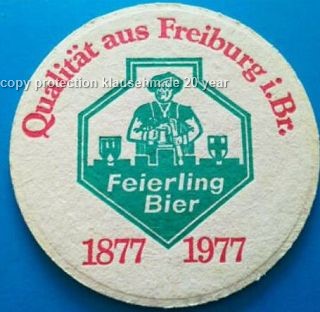 Qualität aus Freiburg i.Br.
copy protection klausehm.de 20 year
Feierling
Bier
1877 1977